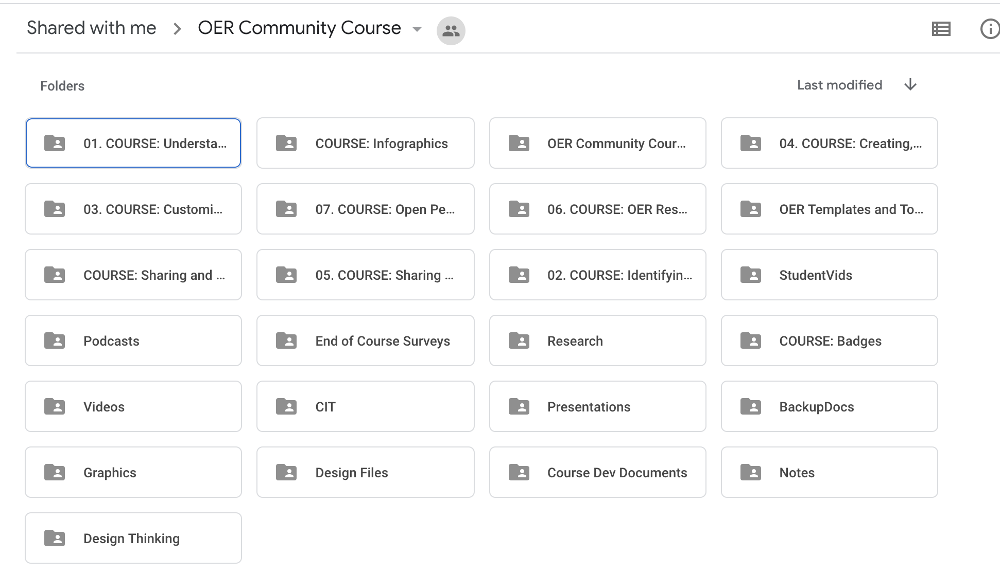 Shared with me > OER Community Course
Folders
Last modified
01. COURSE: Understa...
COURSE: Infographics
OER Community Cour...
04. COURSE: Creating,...
03. COURSE: Customi...
07. COURSE: Open Pe...
06. COURSE: OER Res...
OER Templates and To...
COURSE: Sharing and ...
05. COURSE: Sharing ...
02. COURSE: Identifyin...
StudentVids
Podcasts
End of Course Surveys
Research
COURSE: Badges
Videos
CIT
Presentations
BackupDocs
Graphics
Design Files
Course Dev Documents
Notes
Design Thinking